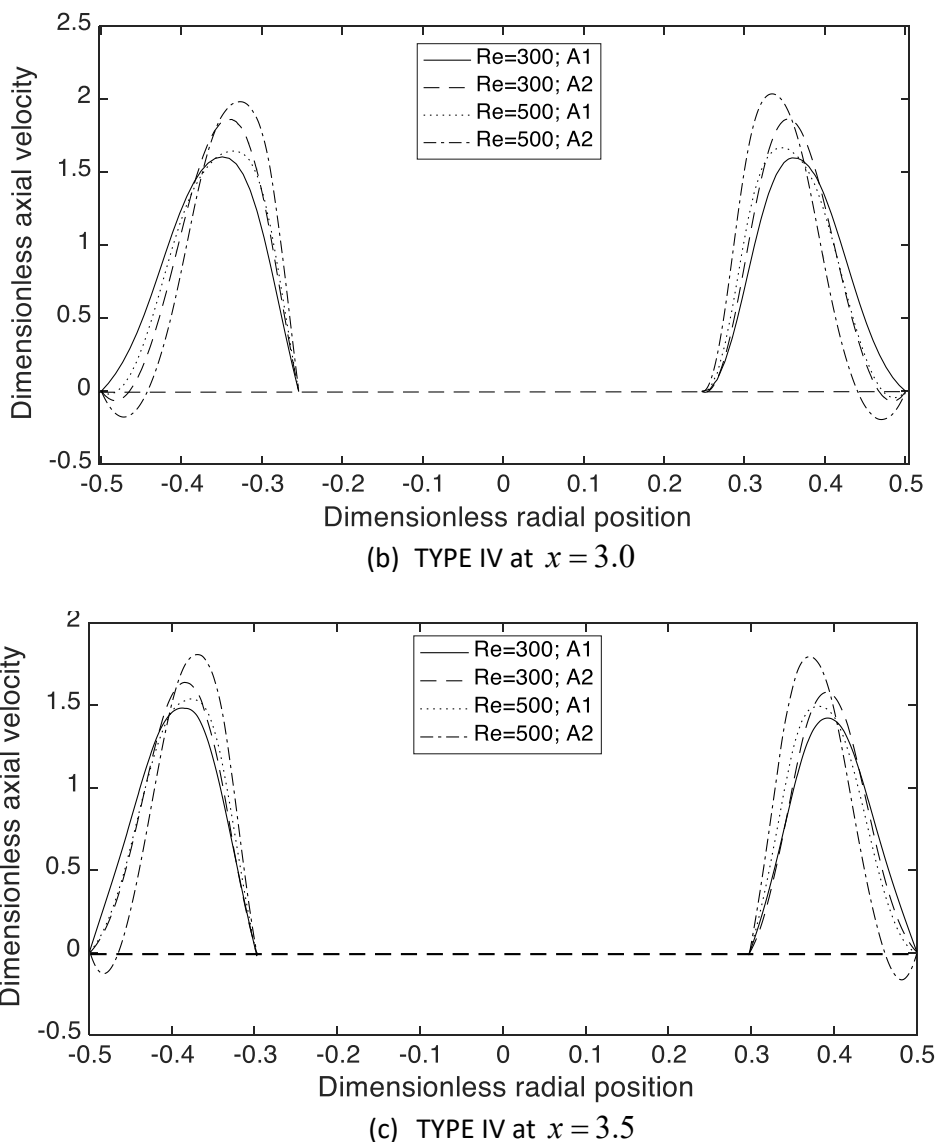 2.5
2
1.5
1
0.5
0
-0.5
Dimensionless axial velocity
Re=300; A1
Re=300; A2
Re=500; A1
Re=500; A2
-0.5 -0.4 -0.3 -0.2 -0.1 0 0.1 0.2 0.3 0.4 0.5
Dimensionless radial position
(b) TYPE IV at x = 3.0
2
1.5
1
0.5
0
-0.5
Dimensionless axial velocity
Re=300; A1
Re=300; A2
Re=500; A1
Re=500; A2
-0.5 -0.4 -0.3 -0.2 -0.1 0 0.1 0.2 0.3 0.4 0.5
Dimensionless radial position
(c) TYPE IV at x = 3.5